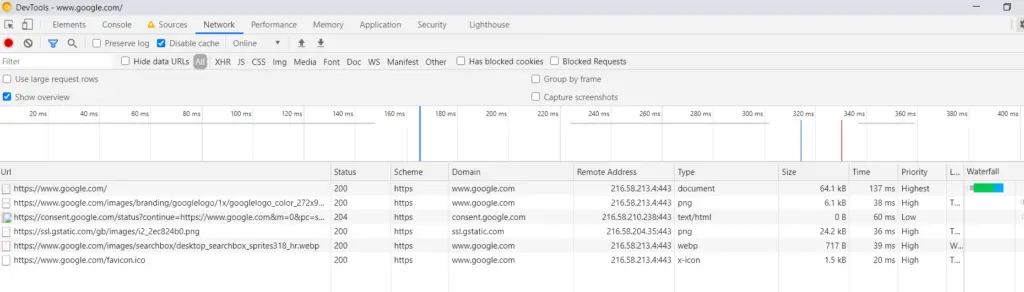 DevTools - www.google.com/
Elements Console Sources Network Performance Memory Application Security Lighthouse
Preserve log Disable cache Online
Filter Hide data URLs All XHR JS CSS Img Media Font Doc WS Manifest Other Has blocked cookies Blocked Requests
Use large request rows Group by frame
Show overview Capture screenshots
20 ms 40 ms 60 ms 80 ms 100 ms 120 ms 140 ms 160 ms 180 ms 200 ms 220 ms 240 ms 260 ms 280 ms 300 ms 320 ms 340 ms 360 ms 380 ms 400 ms
Url Status Scheme Domain Remote Address Type Size Time Priority L... Waterfall
https://www.google.com/ 200 https www.google.com 216.58.213.4:443 document 64.1 kB 137 ms Highest
https://www.google.com/images/branding/googlelogo/1x/googlelogo_color_272x9... 200 https www.google.com 216.58.213.4:443 png 6.1 kB 38 ms High T...
https://consent.google.com/status?continue=https://www.google.com&m=0&pc=s... 204 https consent.google.com 216.58.210.238:443 text/html 0 B 60 ms Low
https://ssl.gstatic.com/gb/images/i2_2ec824b0.png 200 https ssl.gstatic.com 216.58.204.35:443 png 24.2 kB 36 ms High T...
https://www.google.com/images/searchbox/desktop_searchbox_sprites318_hr.webp 200 https www.google.com 216.58.213.4:443 webp 717 B 39 ms High W...
https://www.google.com/favicon.ico 200 https www.google.com 216.58.213.4:443 x-icon 1.5 kB 20 ms High T...